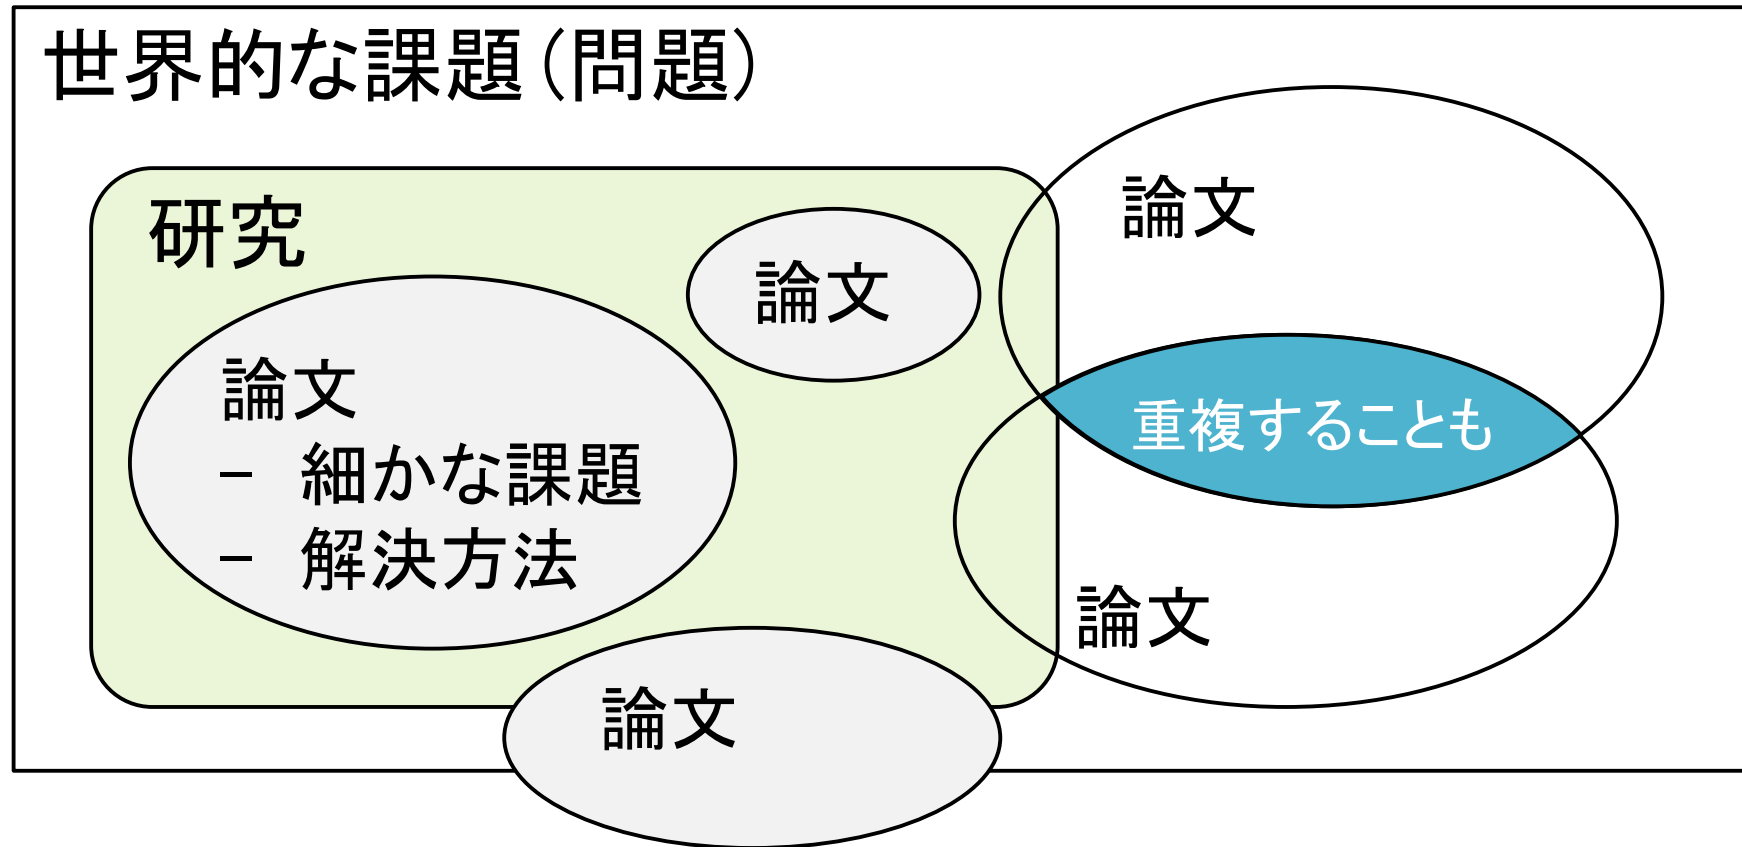 世界的な課題（問題）
研究
論文
- 細かな課題
- 解決方法
論文
論文
論文
重複することも
論文